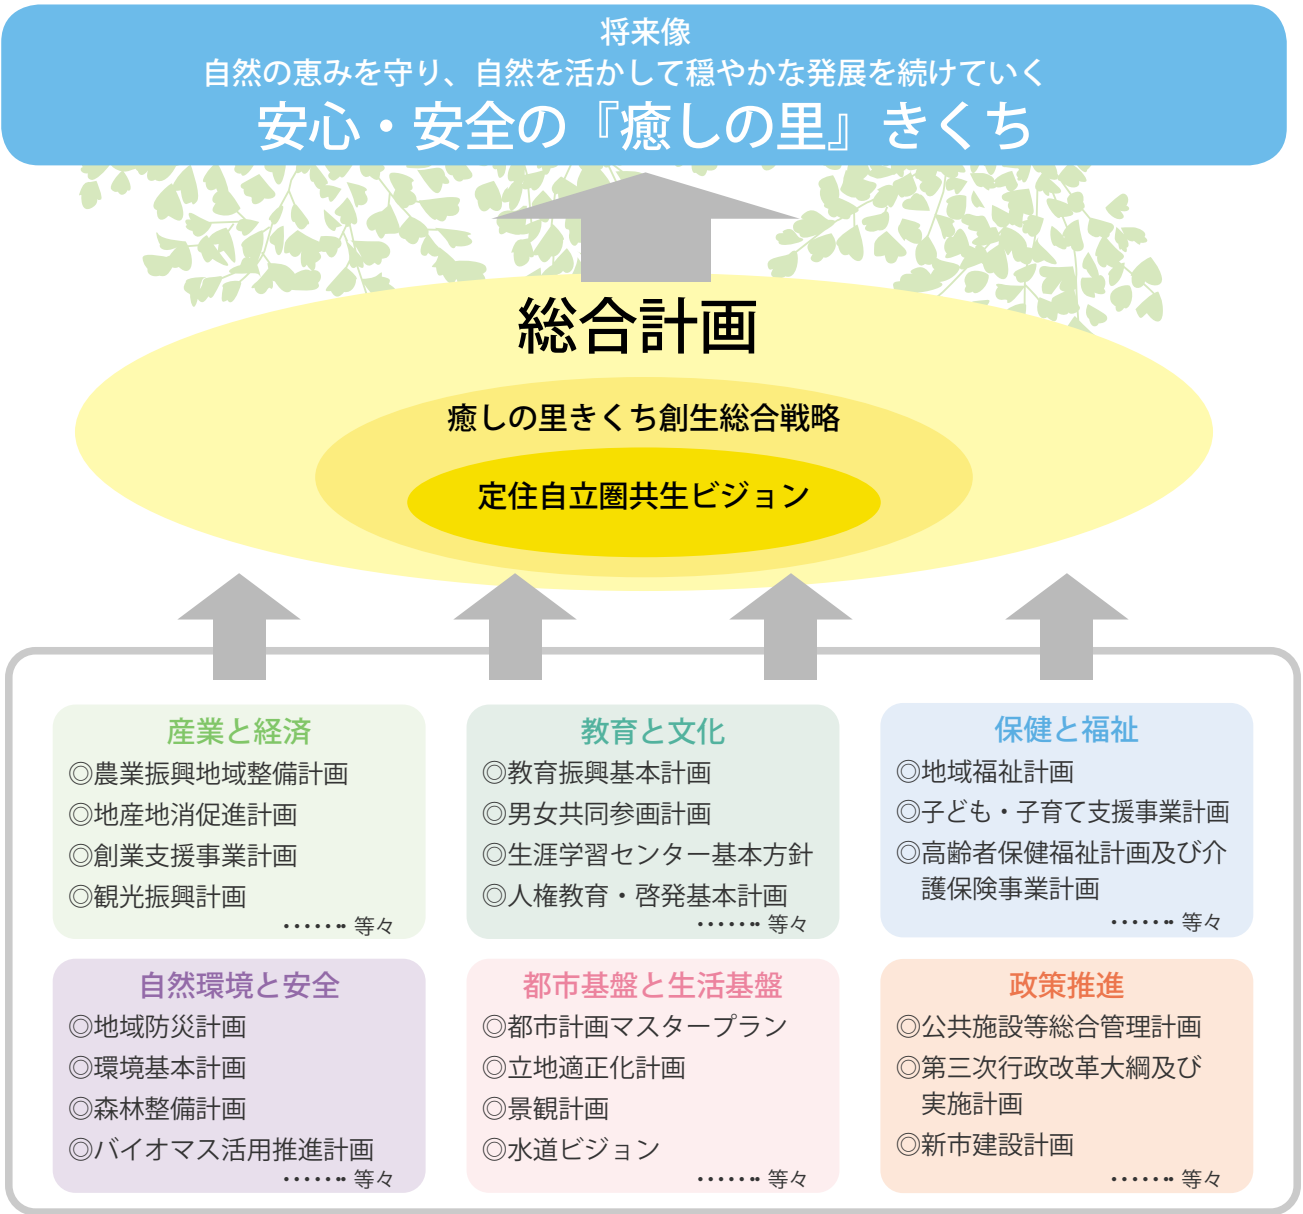 将来像
自然の恵みを守り、自然を活かして穏やかな発展を続けていく
安心・安全の『癒しの里』きくち
総合計画
癒しの里きくち創生総合戦略
定住自立圏共生ビジョン
産業と経済
◎農業振興地域整備計画
◎地産地消促進計画
◎創業支援事業計画
◎観光振興計画
・・・・・・・ 等々
教育と文化
◎教育振興基本計画
◎男女共同参画計画
◎生涯学習センター基本方針
◎人権教育・啓発基本計画
・・・・・・・ 等々
保健と福祉
◎地域福祉計画
◎子ども・子育て支援事業計画
◎高齢者保健福祉計画及び介
護保険事業計画
・・・・・・・ 等々
自然環境と安全
◎地域防災計画
◎環境基本計画
◎森林整備計画
◎バイオマス活用推進計画
・・・・・・・ 等々
都市基盤と生活基盤
◎都市計画マスタープラン
◎立地適正化計画
◎景観計画
◎水道ビジョン
・・・・・・・ 等々
政策推進
◎公共施設等総合管理計画
◎第三次行政改革大綱及び
実施計画
◎新市建設計画
・・・・・・・ 等々